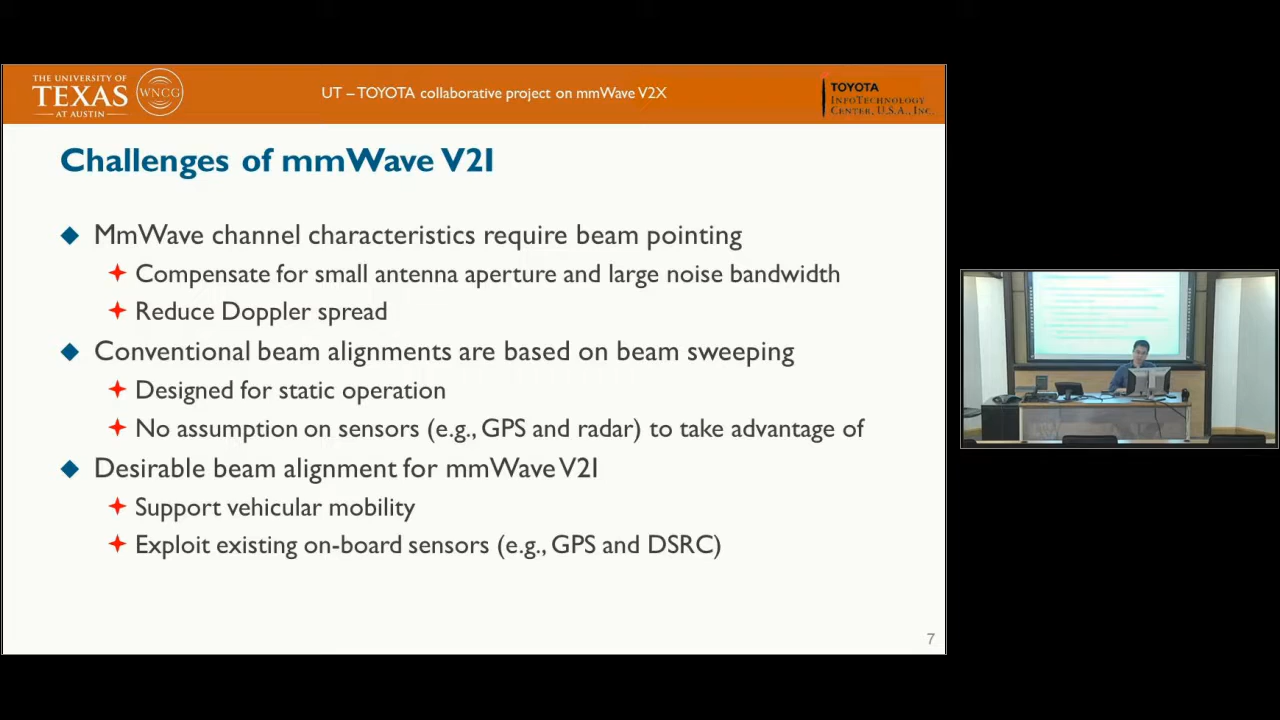 THE UNIVERSITY OF
TEXAS
AT AUSTIN
WNCG
UT – TOYOTA collaborative project on mmWave V2X
TOYOTA
INFOTECHNOLOGY
CENTER, U.S.A., INC.
Challenges of mmWave V2I
MmWave channel characteristics require beam pointing
Compensate for small antenna aperture and large noise bandwidth
Reduce Doppler spread
Conventional beam alignments are based on beam sweeping
Designed for static operation
No assumption on sensors (e.g., GPS and radar) to take advantage of
Desirable beam alignment for mmWave V2I
Support vehicular mobility
Exploit existing on-board sensors (e.g., GPS and DSRC)
7